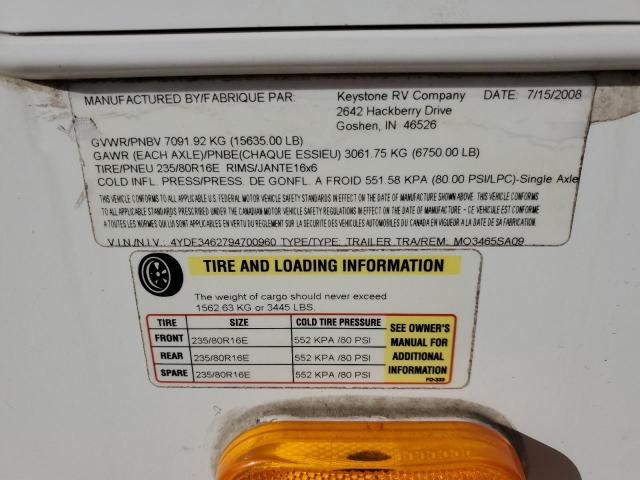 MANUFACTURED BY/FABRIQUE PAR: Keystone RV Company DATE: 7/15/2008
2642 Hackberry Drive
Goshen, IN 46526
GVWR/PNBV 7091.92 KG (15635.00 LB)
GAWR (EACH AXLE)/PNBE(CHAQUE ESSIEU) 3061.75 KG (6750.00 LB)
TIRE/PNEU 235/80R16E RIMS/JANTE16x6
COLD INFL. PRESS/PRESS. DE GONFL. A FROID 551.58 KPA (80.00 PSI/LPC)-Single Axle
THIS VEHICLE CONFORMS TO ALL APPLICABLE U.S. FEDERAL MOTOR VEHICLE SAFETY STANDARDS IN EFFECT ON THE DATE OF MANUFACTURE SHOWN ABOVE. THIS VEHICLE CONFORMS
TO ALL APPLICABLE STANDARDS PRESCRIBED UNDER THE CANADIAN MOTOR VEHICLE SAFETY REGULATIONS IN EFFECT ON THE DATE OF MANUFACTURE. - CE VEHICULE EST CONFORME
A TOUTES LES NORMES QUI LUI SONT APPLICABLES EN VERTU DU REGLEMENT SUR LA SECURITE DES VEHICULES AUTOMOBILES DU CANADA EN VIGUEUR A LA DATE DE SA FABRICATION.
V.I.N./N.I.V.: 4YDF3462794700960 TYPE/TYPE: TRAILER TRA/REM. MO3465SA09
TIRE AND LOADING INFORMATION
The weight of cargo should never exceed
1562.63 KG or 3445 LBS.
TIRE SIZE COLD TIRE PRESSURE
FRONT 235/80R16E 552 KPA /80 PSI
REAR 235/80R16E 552 KPA /80 PSI
SPARE 235/80R16E 552 KPA /80 PSI
SEE OWNER'S
MANUAL FOR
ADDITIONAL
INFORMATION
FD-333